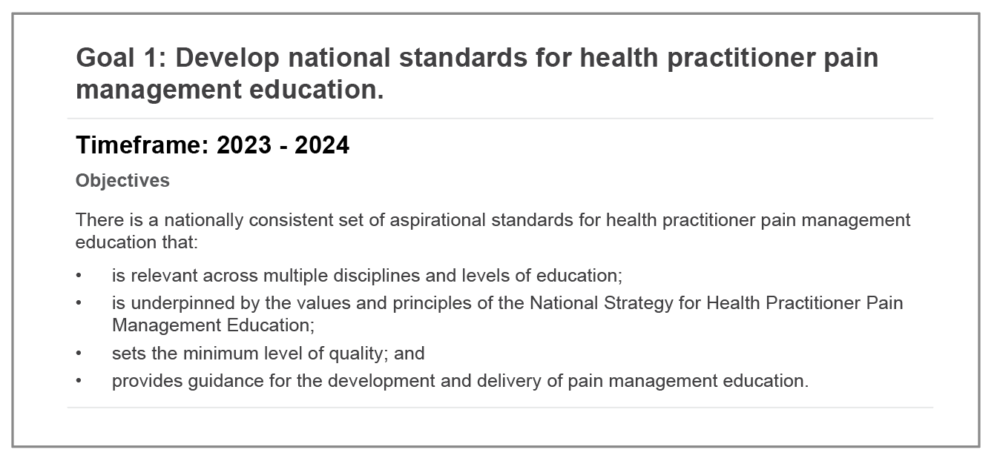 Goal 1: Develop national standards for health practitioner pain
management education.
Timeframe: 2023 - 2024
Objectives
There is a nationally consistent set of aspirational standards for health practitioner pain management
education that:
• is relevant across multiple disciplines and levels of education;
• is underpinned by the values and principles of the National Strategy for Health Practitioner Pain
Management Education;
• sets the minimum level of quality; and
• provides guidance for the development and delivery of pain management education.